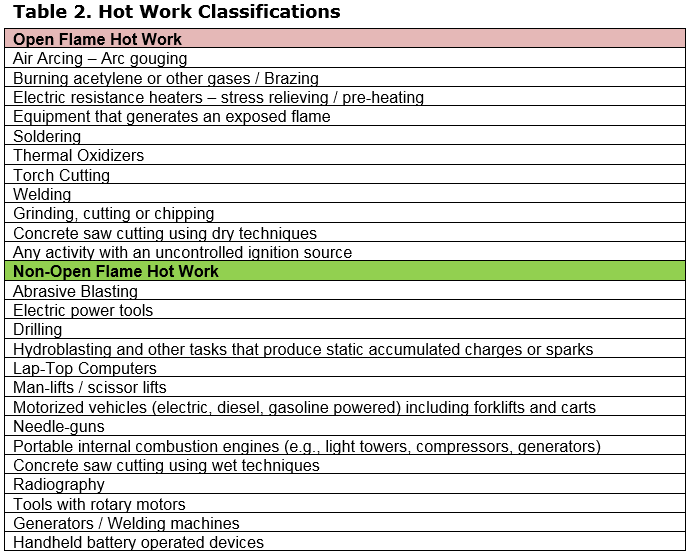 Table 2. Hot Work Classifications
Open Flame Hot Work
Air Arcing – Arc gouging
Burning acetylene or other gases / Brazing
Electric resistance heaters – stress relieving / pre-heating
Equipment that generates an exposed flame
Soldering
Thermal Oxidizers
Torch Cutting
Welding
Grinding, cutting or chipping
Concrete saw cutting using dry techniques
Any activity with an uncontrolled ignition source
Non-Open Flame Hot Work
Abrasive Blasting
Electric power tools
Drilling
Hydroblasting and other tasks that produce static accumulated charges or sparks
Lap-Top Computers
Man-lifts / scissor lifts
Motorized vehicles (electric, diesel, gasoline powered) including forklifts and carts
Needle-guns
Portable internal combustion engines (e.g., light towers, compressors, generators)
Concrete saw cutting using wet techniques
Radiography
Tools with rotary motors
Generators / Welding machines
Handheld battery operated devices